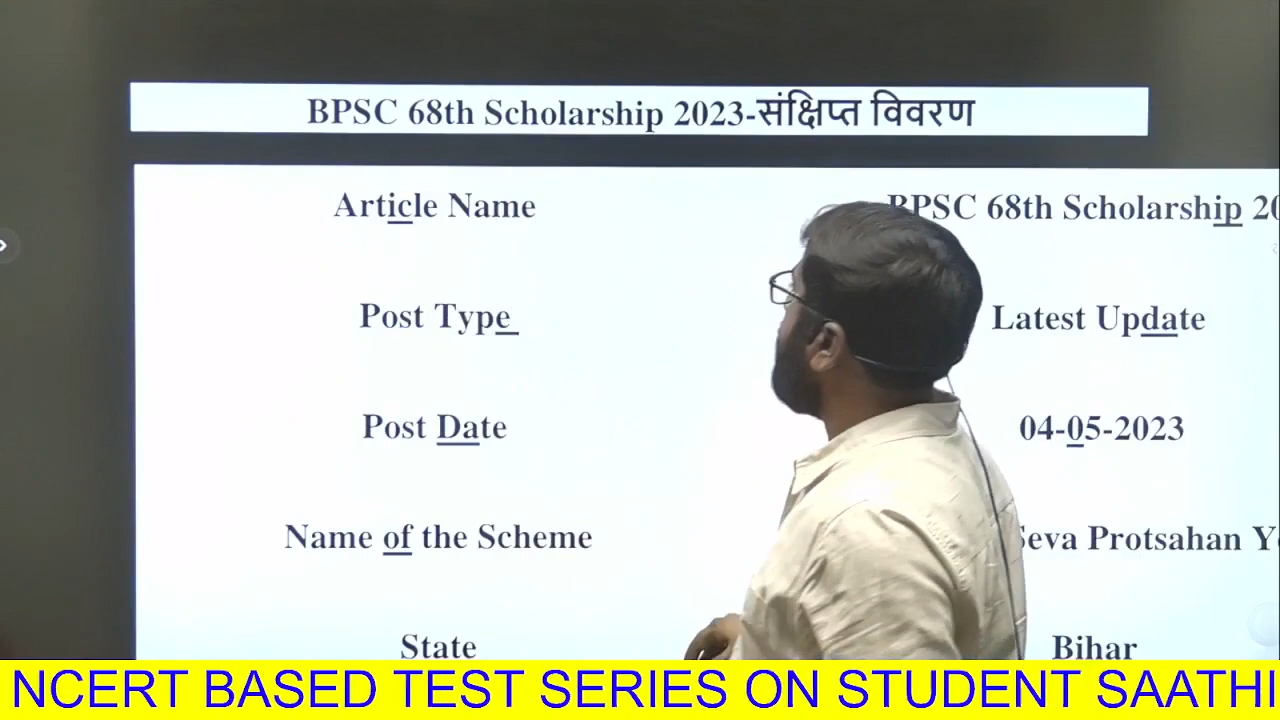 BPSC 68th Scholarship 2023-संक्षिप्त विवरण
Article Name BPSC 68th Scholarship
Post Type Latest Update
Post Date 04-05-2023
Name of the Scheme Seva Protsahan
State Bihar
NCERT BASED TEST SERIES ON STUDENT SAATHI